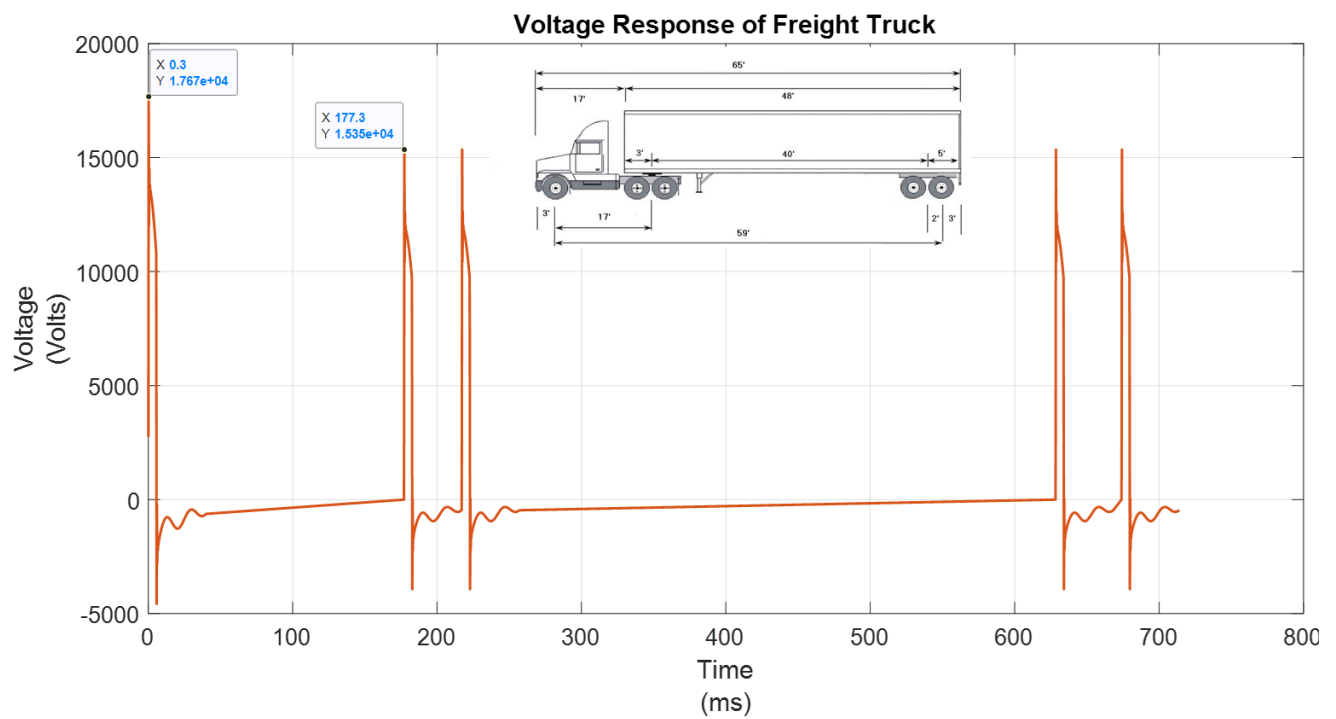 Voltage Response of Freight Truck
20000
15000
10000
5000
0
-5000
Voltage
(Volts)
X 0.3
Y 1.767e+04
X 177.3
Y 1.535e+04
65'
17'
48'
3'
40'
5'
3'
17'
2'
3'
59'
0
100
200
300
400
500
600
700
800
Time
(ms)